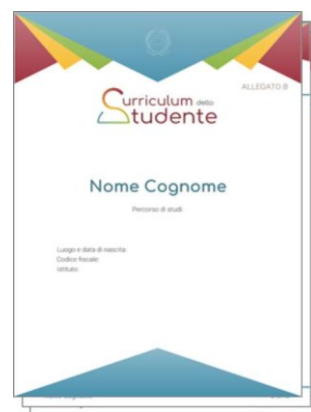 ALLEGATO B
Curriculum dello
Studente
Nome Cognome
Percorso di studi
Luogo e data di nascita:
Codice fiscale:
Istituto: